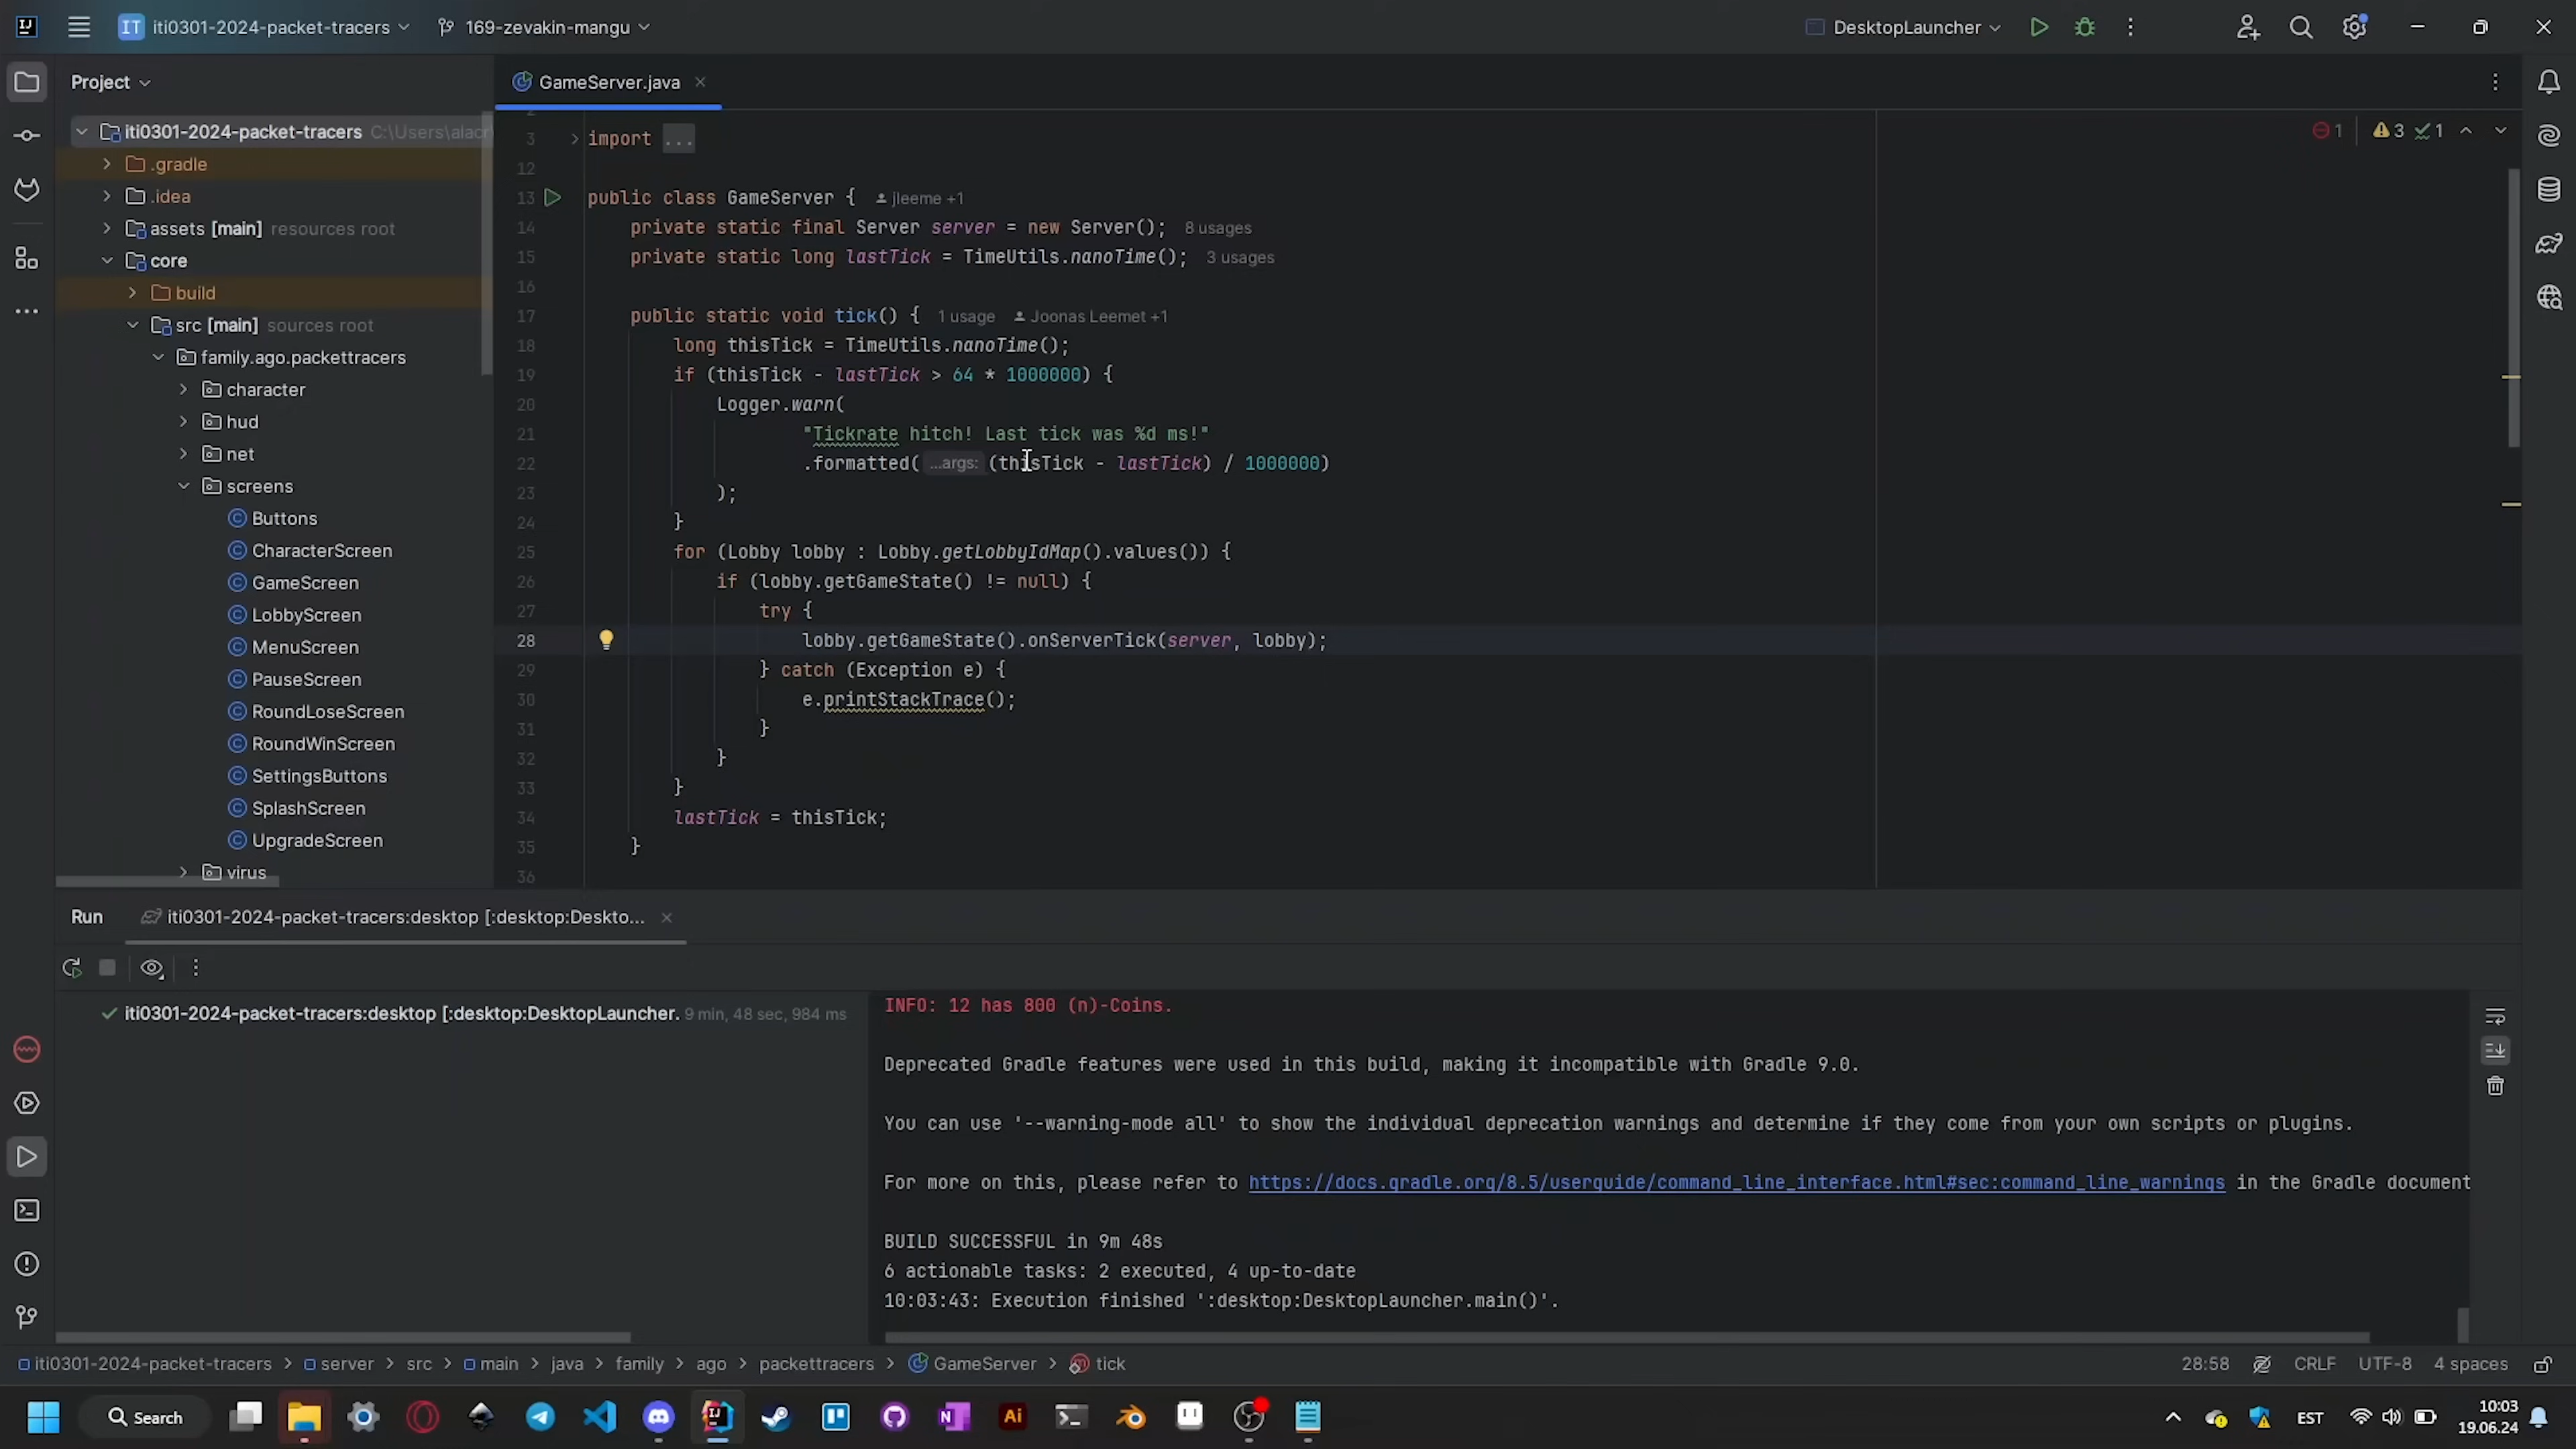 IT iti0301-2024-packet-tracers 169-zevakin-mangu DesktopLauncher
Project
GameServer.java
iti0301-2024-packet-tracers C:\Users\alacr
.gradle
.idea
assets [main] resources root
core
build
src [main] sources root
family.ago.packettracers
character
hud
net
screens
Buttons
CharacterScreen
GameScreen
LobbyScreen
MenuScreen
PauseScreen
RoundLoseScreen
RoundWinScreen
SettingsButtons
SplashScreen
UpgradeScreen
virus
1 3 1
3 import ...
12
13 public class GameServer { jleeme +1
14 private static final Server server = new Server(); 8 usages
15 private static long lastTick = TimeUtils.nanoTime(); 3 usages
16
17 public static void tick() { 1 usage Joonas Leemet +1
18 long thisTick = TimeUtils.nanoTime();
19 if (thisTick - lastTick > 64 * 1000000) {
20 Logger.warn(
21 "Tickrate hitch! Last tick was %d ms!"
22 .formatted( ...args: (thisTick - lastTick) / 1000000)
23 );
24 }
25 for (Lobby lobby : Lobby.getLobbyIdMap().values()) {
26 if (lobby.getGameState() != null) {
27 try {
28 lobby.getGameState().onServerTick(server, lobby);
29 } catch (Exception e) {
30 e.printStackTrace();
31 }
32 }
33 }
34 lastTick = thisTick;
35 }
36
Run iti0301-2024-packet-tracers:desktop [:desktop:Deskto...
iti0301-2024-packet-tracers:desktop [:desktop:DesktopLauncher. 9 min, 48 sec, 984 ms
INFO: 12 has 800 (n)-Coins.
Deprecated Gradle features were used in this build, making it incompatible with Gradle 9.0.
You can use '--warning-mode all' to show the individual deprecation warnings and determine if they come from your own scripts or plugins.
For more on this, please refer to https://docs.gradle.org/8.5/userguide/command_line_interface.html#sec:command_line_warnings in the Gradle document
BUILD SUCCESSFUL in 9m 48s
6 actionable tasks: 2 executed, 4 up-to-date
10:03:43: Execution finished ':desktop:DesktopLauncher.main()'.
iti0301-2024-packet-tracers > server > src > main > java > family > ago > packettracers > GameServer > tick
28:58 CRLF UTF-8 4 spaces
Search
EST
10:03
19.06.24